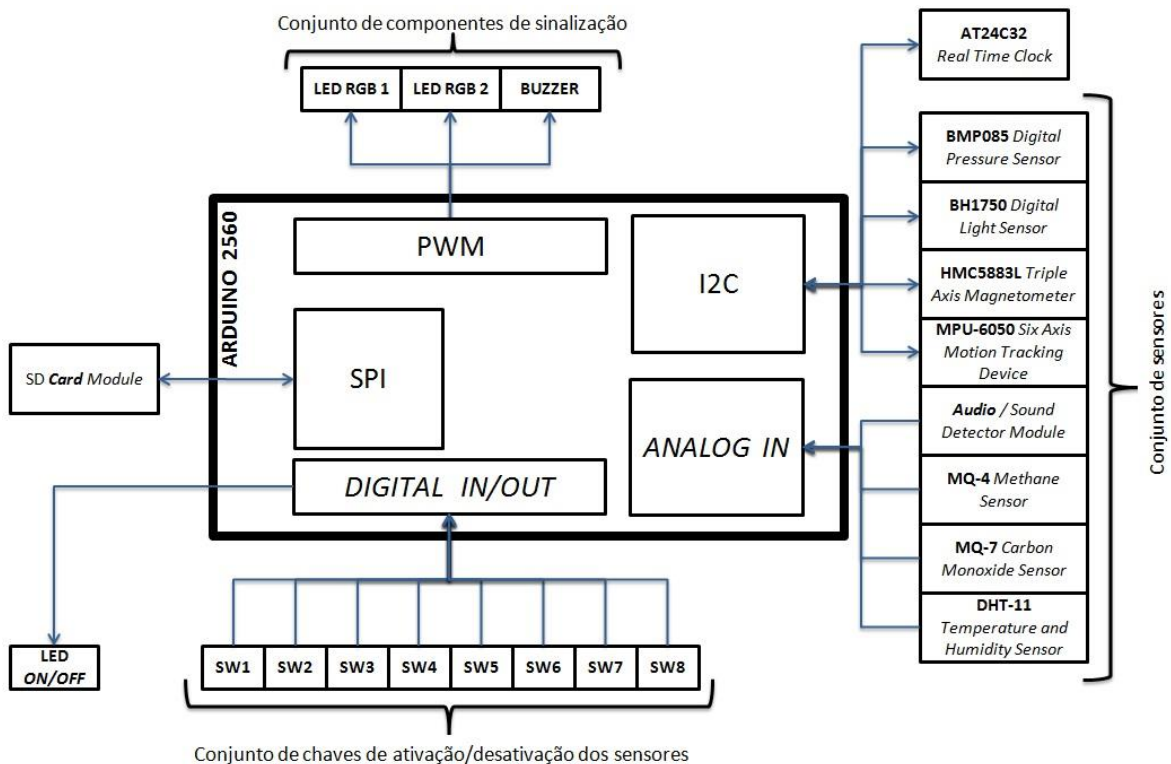 Conjunto de componentes de sinalização
LED RGB 1
LED RGB 2
BUZZER
AT24C32
Real Time Clock
BMP085 Digital
Pressure Sensor
BH1750 Digital
Light Sensor
HMC5883L Triple
Axis Magnetometer
MPU-6050 Six Axis
Motion Tracking
Device
Audio / Sound
Detector Module
MQ-4 Methane
Sensor
MQ-7 Carbon
Monoxide Sensor
DHT-11
Temperature and
Humidity Sensor
Conjunto de sensores
ARDUINO 2560
PWM
I2C
SPI
ANALOG IN
DIGITAL IN/OUT
SD Card Module
LED
ON/OFF
SW1
SW2
SW3
SW4
SW5
SW6
SW7
SW8
Conjunto de chaves de ativação/desativação dos sensores